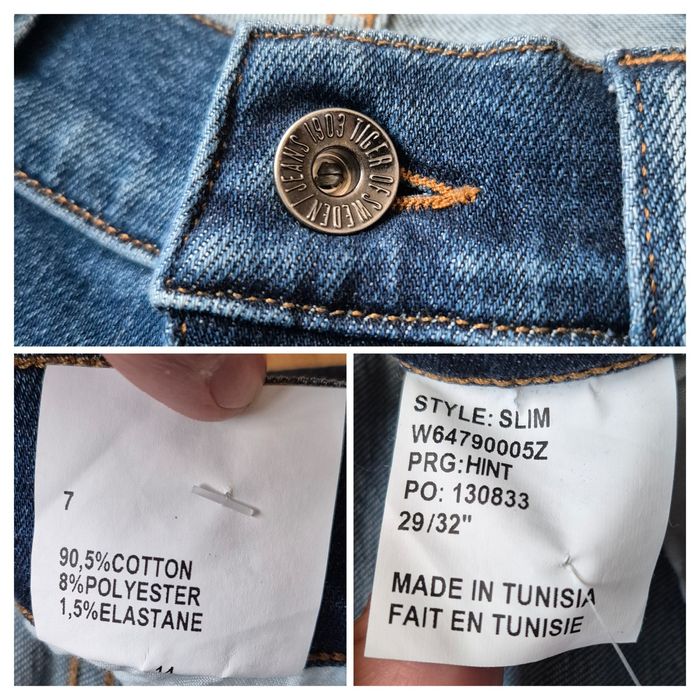 JEANS 1903 TIGER OF SWEDEN
7
90,5%COTTON
8%POLYESTER
1,5%ELASTANE
STYLE: SLIM
W64790005Z
PRG:HINT
PO: 130833
29/32"
MADE IN TUNISIA
FAIT EN TUNISIE